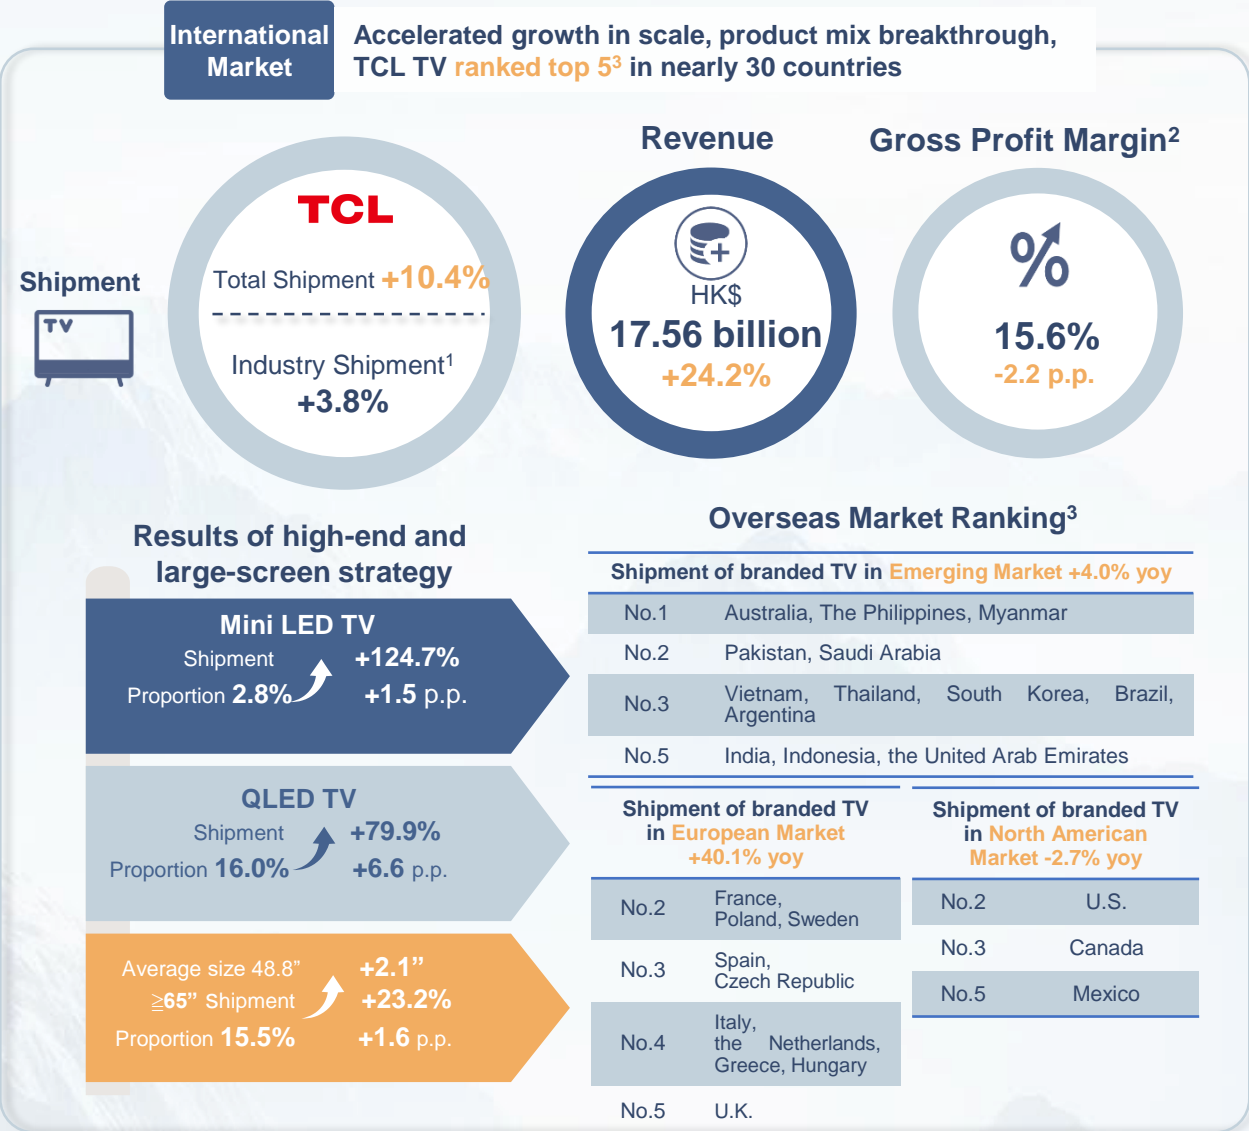 International
Market
Accelerated growth in scale, product mix breakthrough,
TCL TV ranked top 5³ in nearly 30 countries
Shipment
TV
TCL
Total Shipment +10.4%
Industry Shipment¹
+3.8%
Revenue
HK$
17.56 billion
+24.2%
Gross Profit Margin²
%
15.6%
-2.2 p.p.
Results of high-end and
large-screen strategy
Mini LED TV
Shipment +124.7%
Proportion 2.8% +1.5 p.p.
QLED TV
Shipment +79.9%
Proportion 16.0% +6.6 p.p.
Average size 48.8” +2.1”
≧65” Shipment +23.2%
Proportion 15.5% +1.6 p.p.
Overseas Market Ranking³
Shipment of branded TV in Emerging Market +4.0% yoy
No.1 Australia, The Philippines, Myanmar
No.2 Pakistan, Saudi Arabia
No.3 Vietnam, Thailand, South Korea, Brazil,
Argentina
No.5 India, Indonesia, the United Arab Emirates
Shipment of branded TV
in European Market
+40.1% yoy
No.2 France,
Poland, Sweden
No.3 Spain,
Czech Republic
No.4 Italy,
the Netherlands,
Greece, Hungary
No.5 U.K.
Shipment of branded TV
in North American
Market -2.7% yoy
No.2 U.S.
No.3 Canada
No.5 Mexico